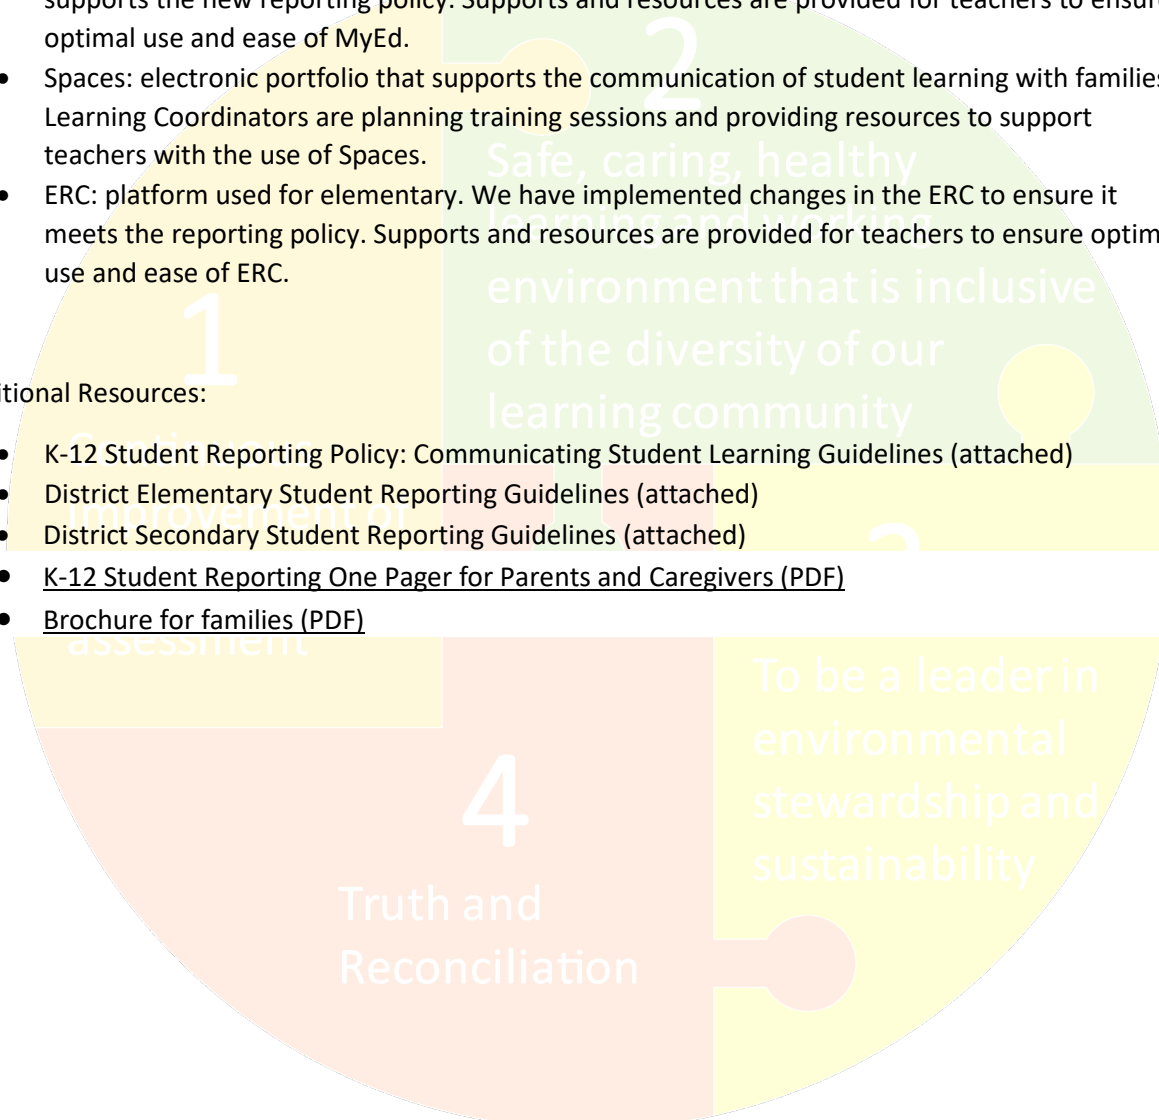 supports the new reporting policy. Supports and resources are provided for teachers to ensure
optimal use and ease of MyEd.
• Spaces: electronic portfolio that supports the communication of student learning with families
Learning Coordinators are planning training sessions and providing resources to support
teachers with the use of Spaces.
• ERC: platform used for elementary. We have implemented changes in the ERC to ensure it
meets the reporting policy. Supports and resources are provided for teachers to ensure optim
use and ease of ERC.
itional Resources:
• K-12 Student Reporting Policy: Communicating Student Learning Guidelines (attached)
• District Elementary Student Reporting Guidelines (attached)
• District Secondary Student Reporting Guidelines (attached)
• K-12 Student Reporting One Pager for Parents and Caregivers (PDF)
• Brochure for families (PDF)
1
Continuous
improvement of
assessment
2
Safe, caring, healthy
learning and working
environment that is inclusive
of the diversity of our
learning community
To be a leader in
environmental
stewardship and
sustainability
4
Truth and
Reconciliation